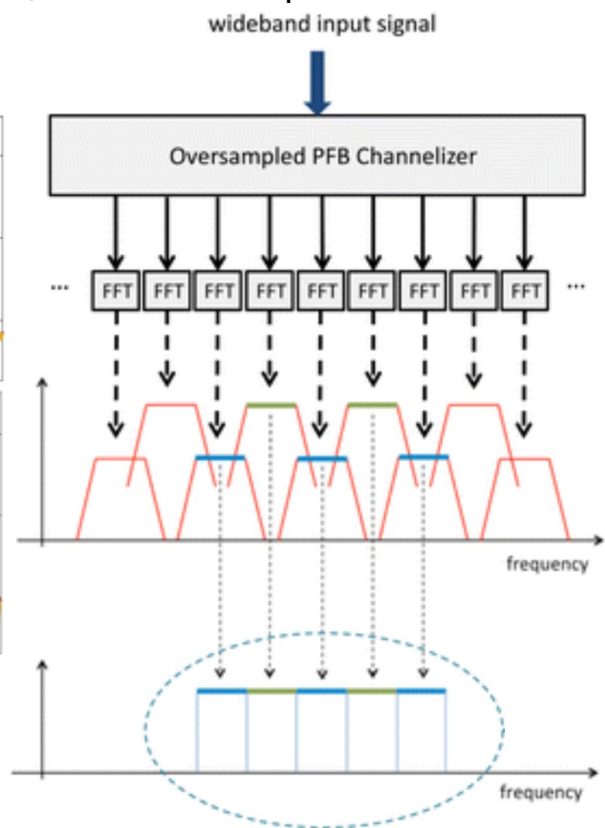 wideband input signal
Oversampled PFB Channelizer
... FFT FFT FFT FFT FFT FFT FFT FFT FFT ...
frequency
frequency